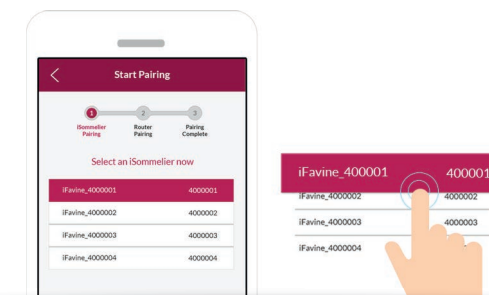 Start Pairing
1 2 3
iSommelier Pairing
Router Pairing
Pairing Complete
Select an iSommelier now
iFavine_4000001 4000001
iFavine_4000002 4000002
iFavine_4000003 4000003
iFavine_4000004 4000004
iFavine_400001 400001
iFavine_4000002 4000002
iFavine_4000003 4000003
iFavine_4000004